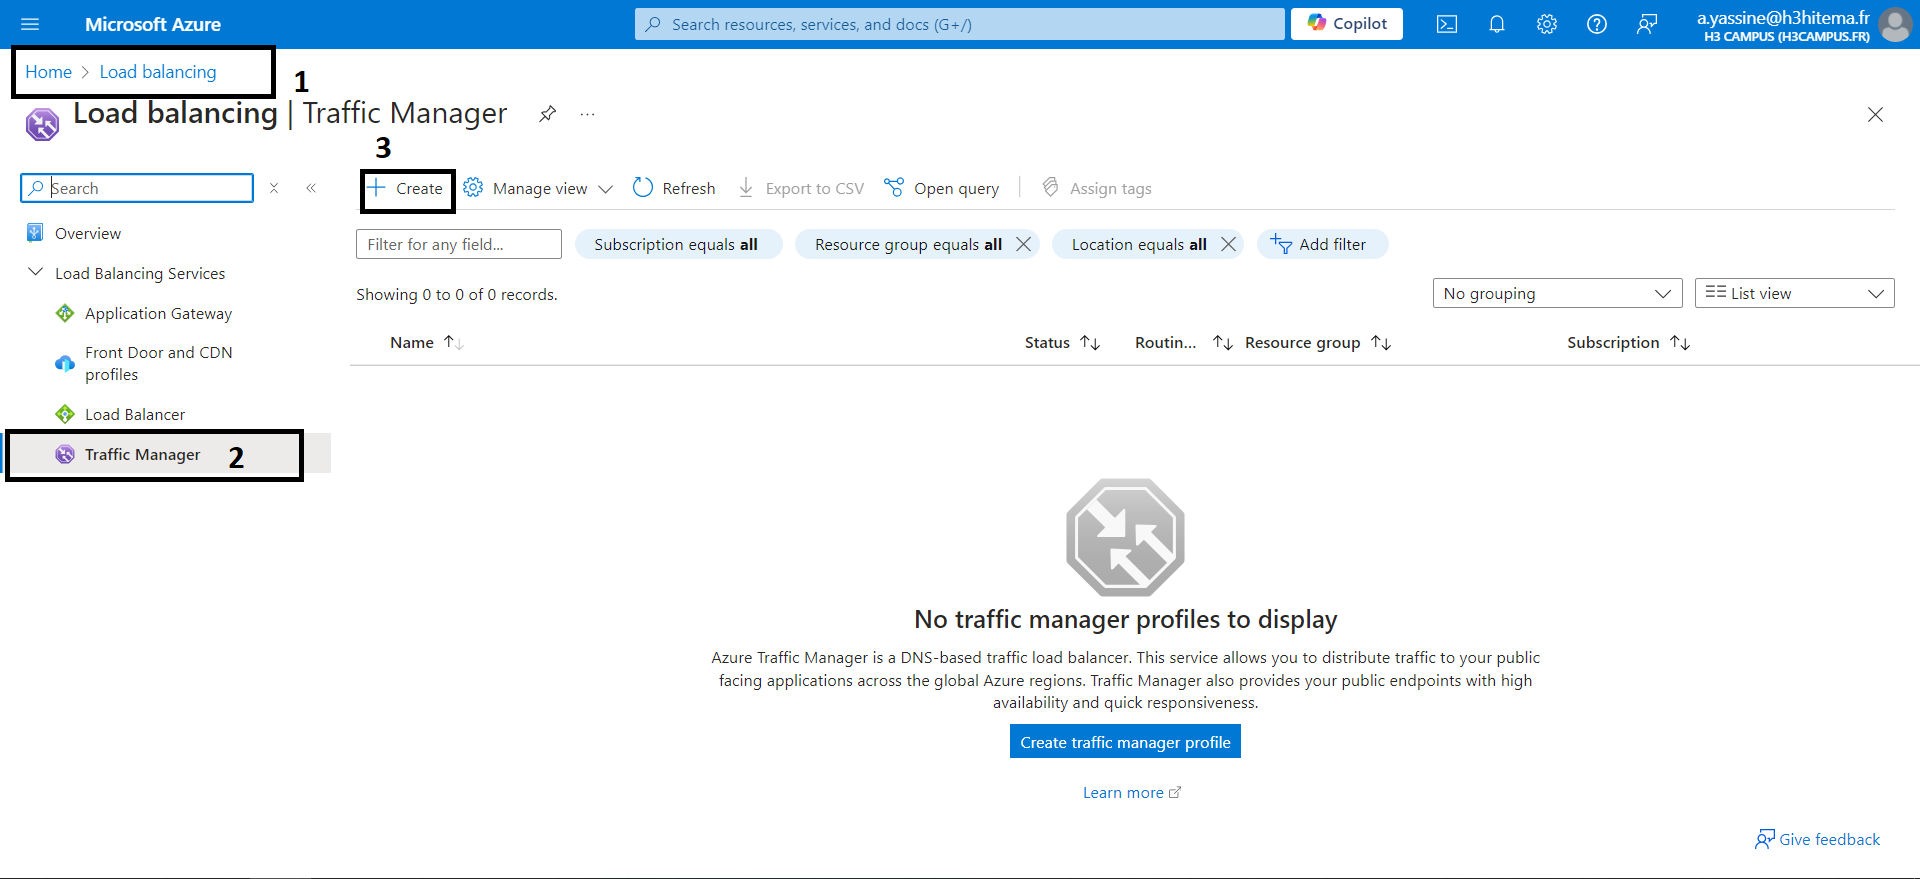 Microsoft Azure
Search resources, services, and docs (G+/)
Copilot
a.yassine@h3hitema.fr
H3 CAMPUS (H3CAMPUS.FR)
Home > Load balancing
1
Load balancing | Traffic Manager
...
3
Search
Create
Manage view
Refresh
Export to CSV
Open query
Assign tags
Overview
Load Balancing Services
Application Gateway
Front Door and CDN
profiles
Load Balancer
Traffic Manager
2
Filter for any field...
Subscription equals all
Resource group equals all
Location equals all
Add filter
Showing 0 to 0 of 0 records.
No grouping
List view
Name
Status
Routin...
Resource group
Subscription
No traffic manager profiles to display
Azure Traffic Manager is a DNS-based traffic load balancer. This service allows you to distribute traffic to your public
facing applications across the global Azure regions. Traffic Manager also provides your public endpoints with high
availability and quick responsiveness.
Create traffic manager profile
Learn more
Give feedback